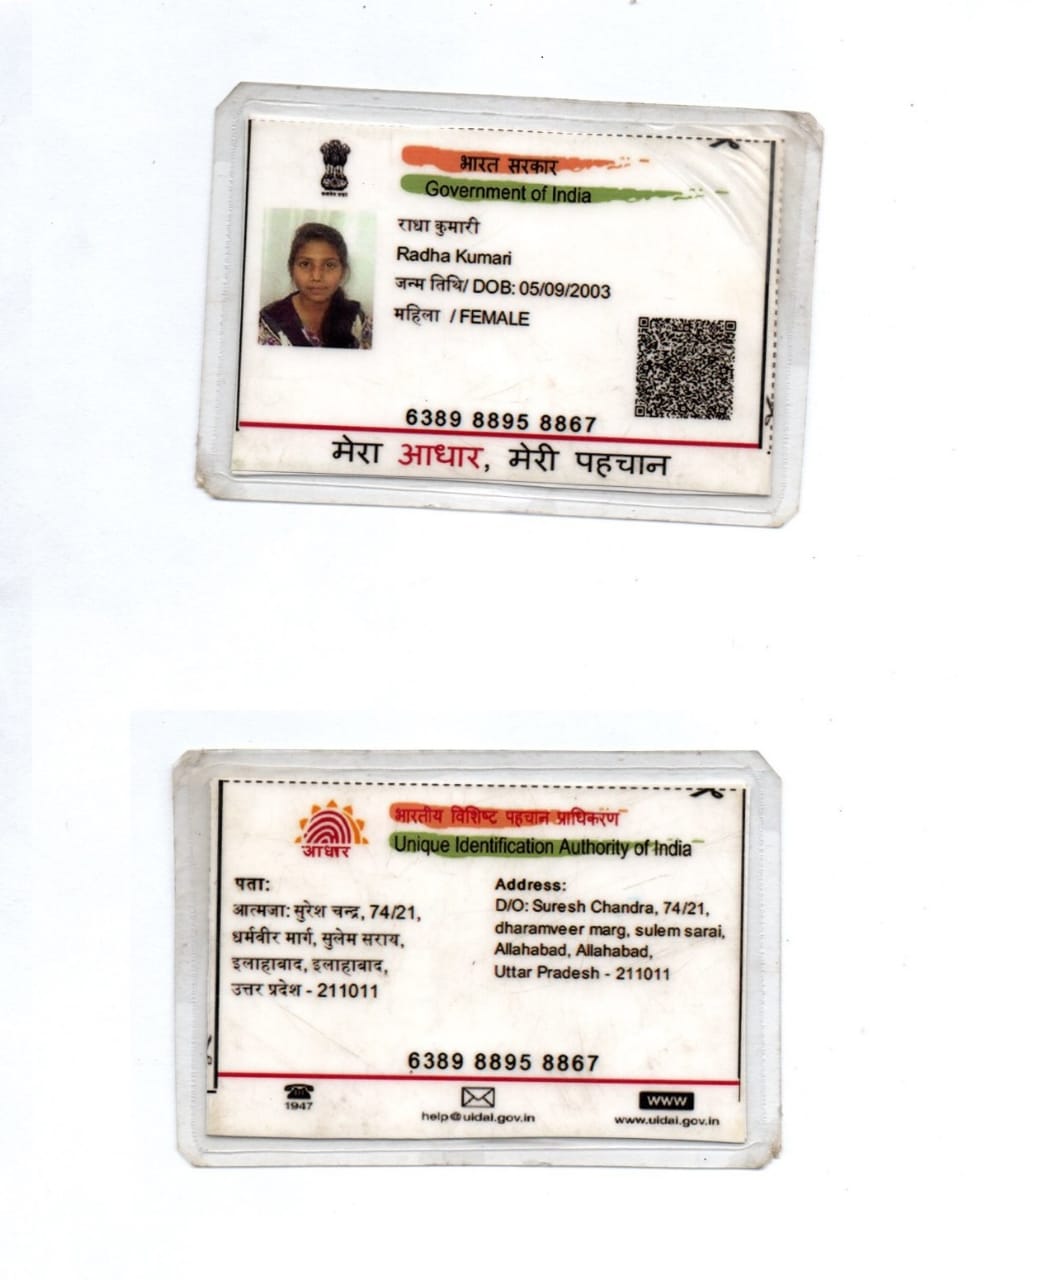 भारत सरकार
Government of India
राधा कुमारी
Radha Kumari
जन्म तिथि/ DOB: 05/09/2003
महिला / FEMALE
6389 8895 8867
मेरा आधार, मेरी पहचान
भारतीय विशिष्ट पहचान प्राधिकरण
आधार
Unique Identification Authority of India
पता:
आत्मजा: सुरेश चन्द्र, 74/21,
धर्मवीर मार्ग, सुलेम सराय,
इलाहाबाद, इलाहाबाद,
उत्तर प्रदेश - 211011
Address:
D/O: Suresh Chandra, 74/21,
dharamveer marg, sulem sarai,
Allahabad, Allahabad,
Uttar Pradesh - 211011
6389 8895 8867
1947
help@uidai.gov.in
WWW
www.uidai.gov.in